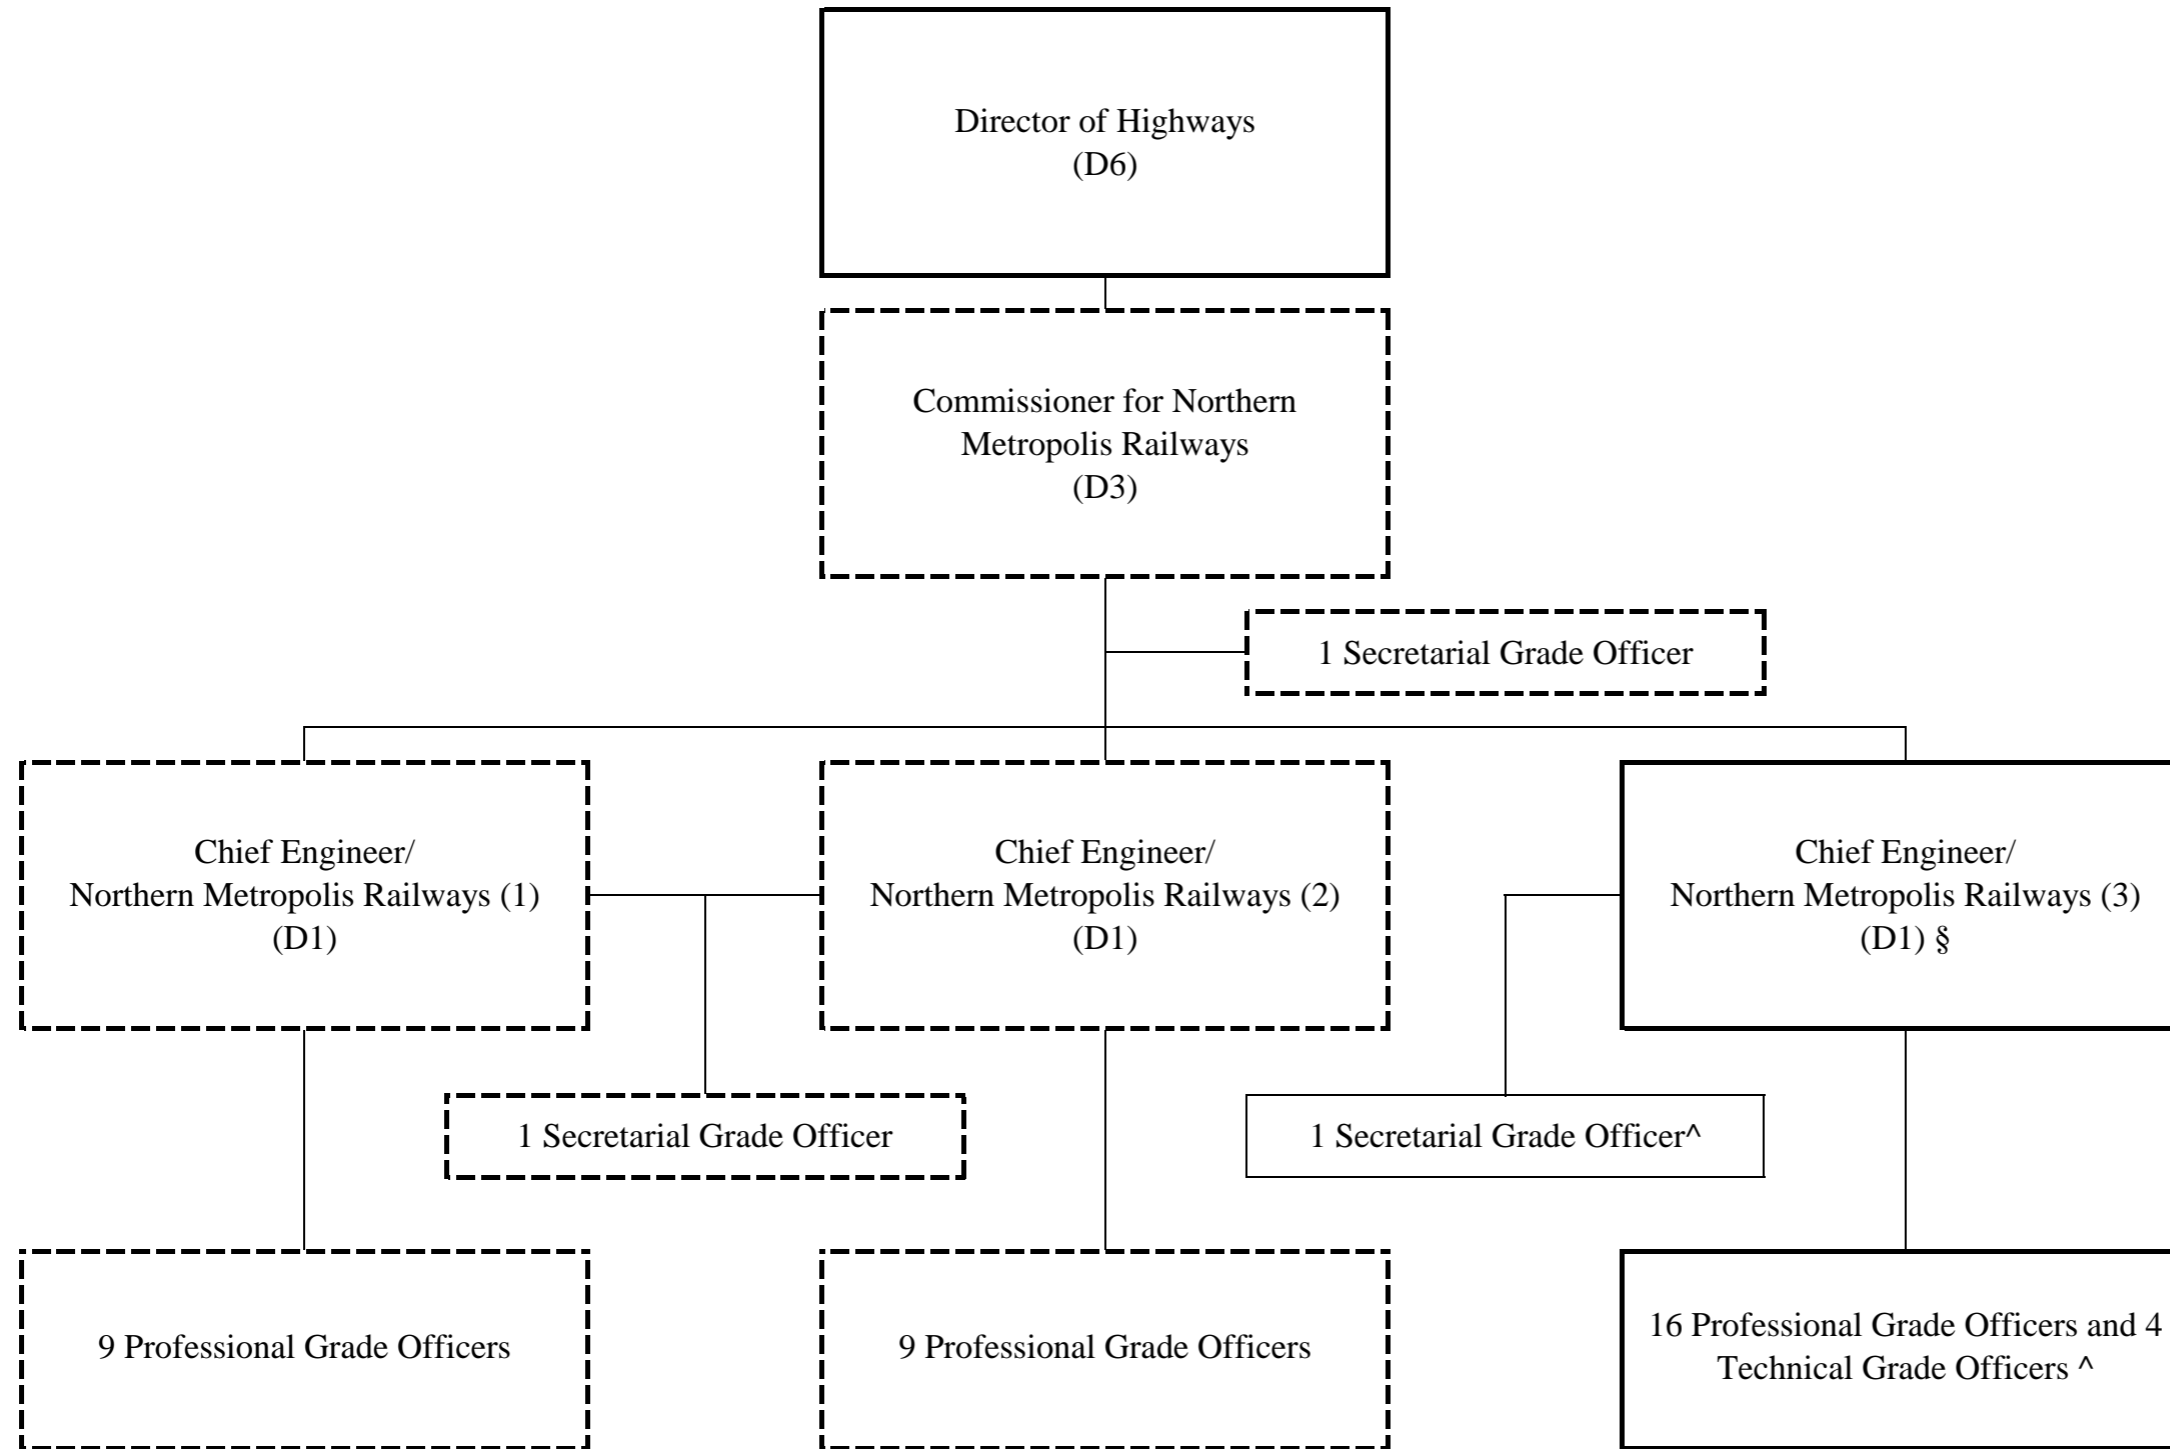 Director of Highways
(D6)
Commissioner for Northern
Metropolis Railways
(D3)
1 Secretarial Grade Officer
Chief Engineer/
Northern Metropolis Railways (1)
(D1)
Chief Engineer/
Northern Metropolis Railways (2)
(D1)
Chief Engineer/
Northern Metropolis Railways (3)
(D1) §
1 Secretarial Grade Officer
1 Secretarial Grade Officer^
9 Professional Grade Officers
9 Professional Grade Officers
16 Professional Grade Officers and 4
Technical Grade Officers ^